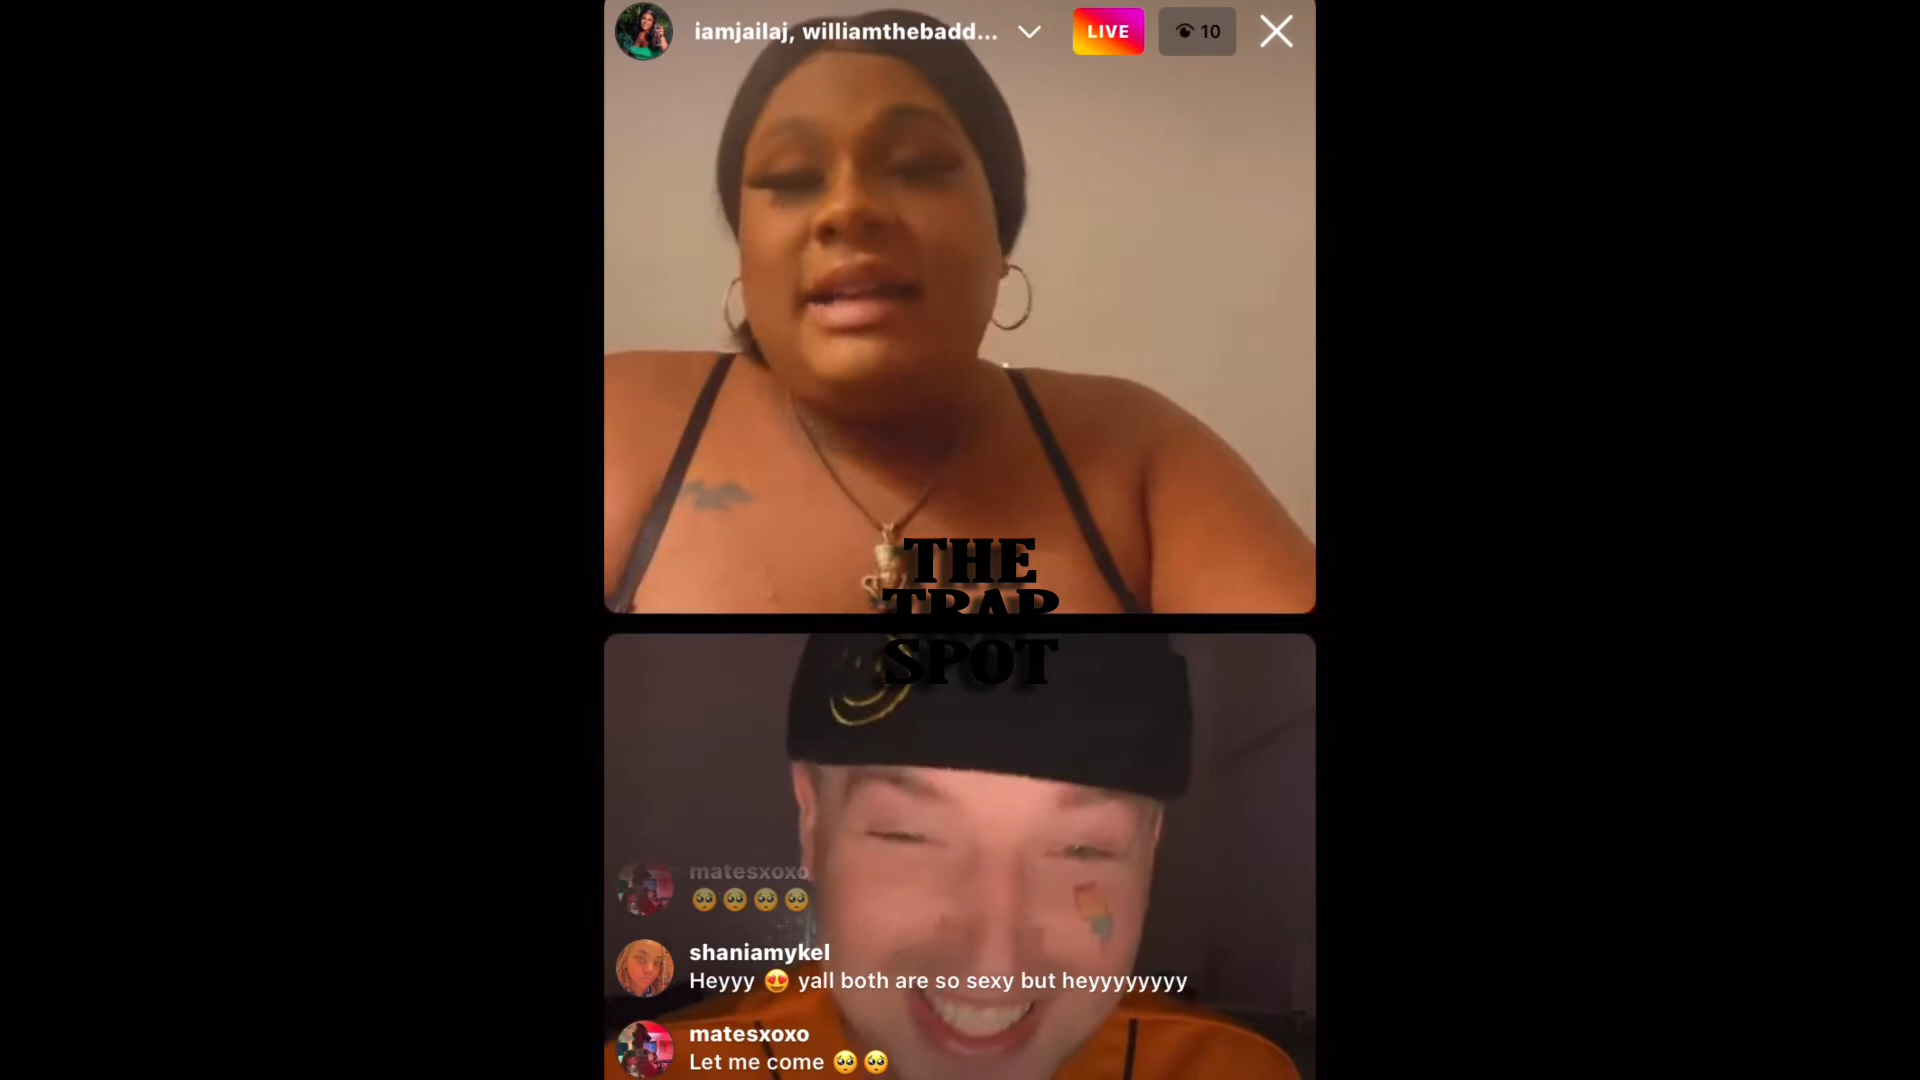 iamjailaj, williamthebadd...
LIVE
10
THE
TRAP
SPOT
matesxoxo
🥺🥺🥺🥺
shaniamykel
Heyyy 😍 yall both are so sexy but heyyyyyyyy
matesxoxo
Let me come 🥺🥺